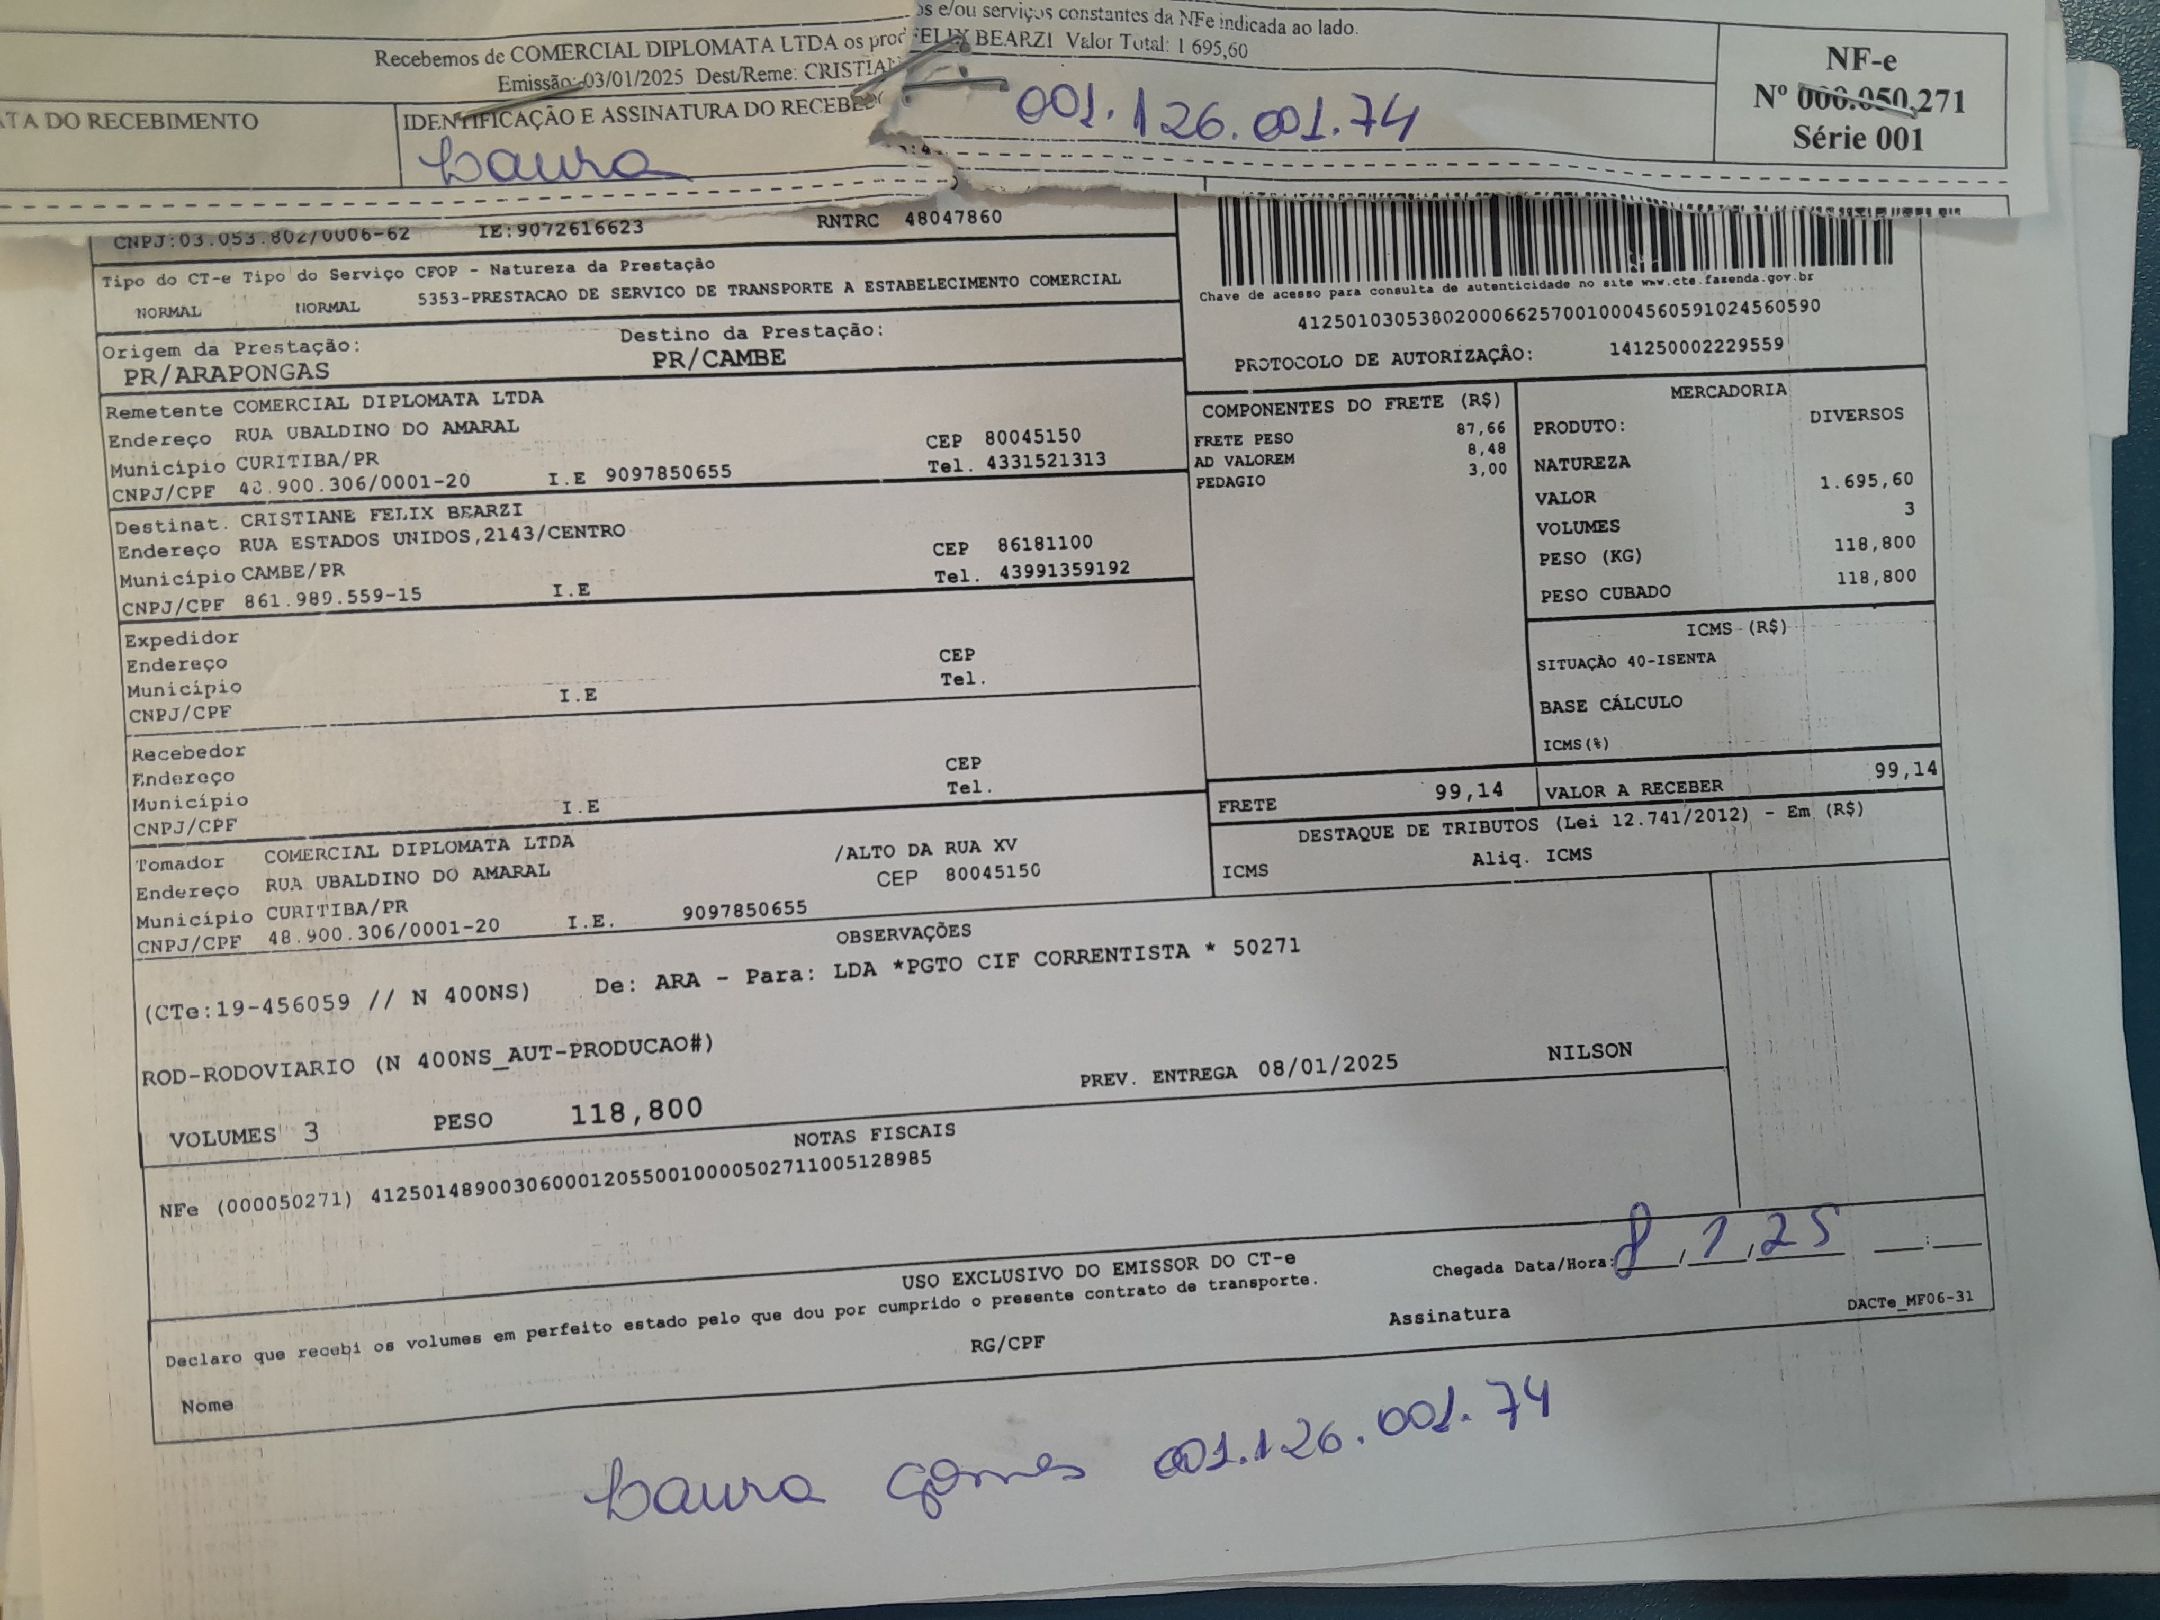 os e/ou serviços constantes da NFe indicada ao lado.
Recebemos de COMERCIAL DIPLOMATA LTDA os prod FELIX BEARZI Valor Total: 1 695,60
Emissão: 03/01/2025 Dest/Reme: CRISTIAN
NF-e
Nº 000.050.271
Série 001
ATA DO RECEBIMENTO
IDENTIFICAÇÃO E ASSINATURA DO RECEBEDO
001.126.001.74
Laura
CNPJ:03.053.802/0006-62 IE:9072616623 RNTRC 48047860
Tipo do CT-e Tipo do Serviço CFOP - Natureza da Prestação
NORMAL NORMAL 5353-PRESTACAO DE SERVICO DE TRANSPORTE A ESTABELECIMENTO COMERCIAL
Chave de acesso para consulta de autenticidade no site www.cte.fazenda.gov.br
41250103053802000662570010004560591024560590
PROTOCOLO DE AUTORIZAÇÃO: 141250002229559
Origem da Prestação: Destino da Prestação:
PR/ARAPONGAS PR/CAMBE
Remetente COMERCIAL DIPLOMATA LTDA
Endereço RUA UBALDINO DO AMARAL CEP 80045150
Município CURITIBA/PR Tel. 4331521313
CNPJ/CPF 48.900.306/0001-20 I.E 9097850655
Destinat. CRISTIANE FELIX BEARZI
Endereço RUA ESTADOS UNIDOS,2143/CENTRO CEP 86181100
Município CAMBE/PR Tel. 43991359192
CNPJ/CPF 861.989.559-15 I.E
Expedidor
Endereço CEP
Município Tel.
CNPJ/CPF I.E
Recebedor
Endereço CEP
Município Tel.
CNPJ/CPF I.E
Tomador COMERCIAL DIPLOMATA LTDA /ALTO DA RUA XV
Endereço RUA UBALDINO DO AMARAL CEP 80045150
Município CURITIBA/PR
CNPJ/CPF 48.900.306/0001-20 I.E. 9097850655
COMPONENTES DO FRETE (R$)
FRETE PESO 87,66
AD VALOREM 8,48
PEDAGIO 3,00
MERCADORIA
PRODUTO: DIVERSOS
NATUREZA
VALOR 1.695,60
VOLUMES 3
PESO (KG) 118,800
PESO CUBADO 118,800
ICMS (R$)
SITUAÇÃO 40-ISENTA
BASE CÁLCULO
ICMS(%)
FRETE 99,14 VALOR A RECEBER 99,14
DESTAQUE DE TRIBUTOS (Lei 12.741/2012) - Em (R$)
ICMS Aliq. ICMS
OBSERVAÇÕES
(CTe:19-456059 // N 400NS) De: ARA - Para: LDA *PGTO CIF CORRENTISTA * 50271
ROD-RODOVIARIO (N 400NS_AUT-PRODUCAO#)
PREV. ENTREGA 08/01/2025 NILSON
VOLUMES 3 PESO 118,800
NOTAS FISCAIS
NFe (000050271) 41250148900306000120550010000502711005128985
USO EXCLUSIVO DO EMISSOR DO CT-e
Chegada Data/Hora: 8/1/25 __:__
Declaro que recebi os volumes em perfeito estado pelo que dou por cumprido o presente contrato de transporte.
Nome RG/CPF Assinatura
DACTe_MF06-31
Laura Gomes 001.126.001.74